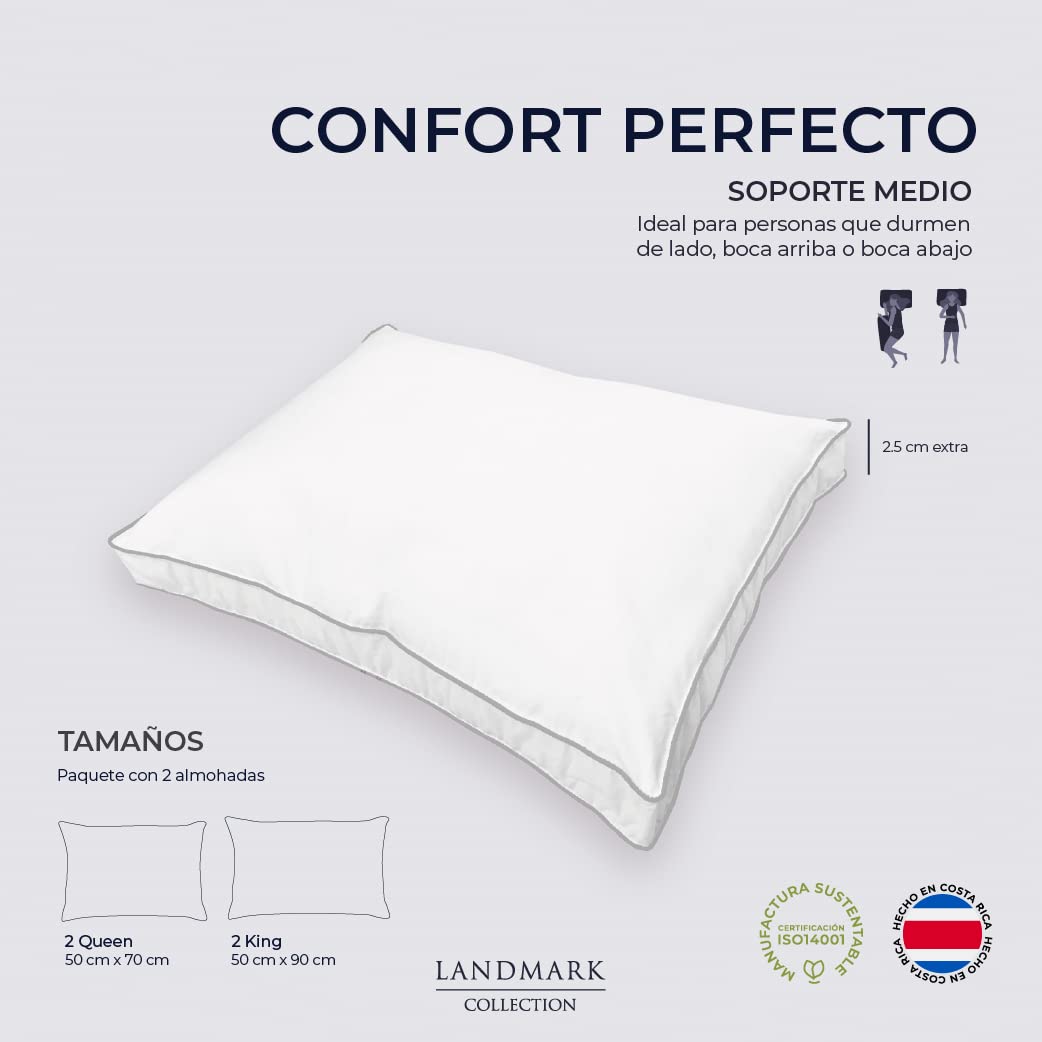 CONFORT PERFECTO
SOPORTE MEDIO
Ideal para personas que durmen
de lado, boca arriba o boca abajo
2.5 cm extra
TAMAÑOS
Paquete con 2 almohadas
2 Queen
50 cm x 70 cm
2 King
50 cm x 90 cm
LANDMARK
COLLECTION
MANUFACTURA SUSTENTABLE
CERTIFICACIÓN
ISO14001
HECHO EN COSTA RICA HECHO EN COSTA RICA